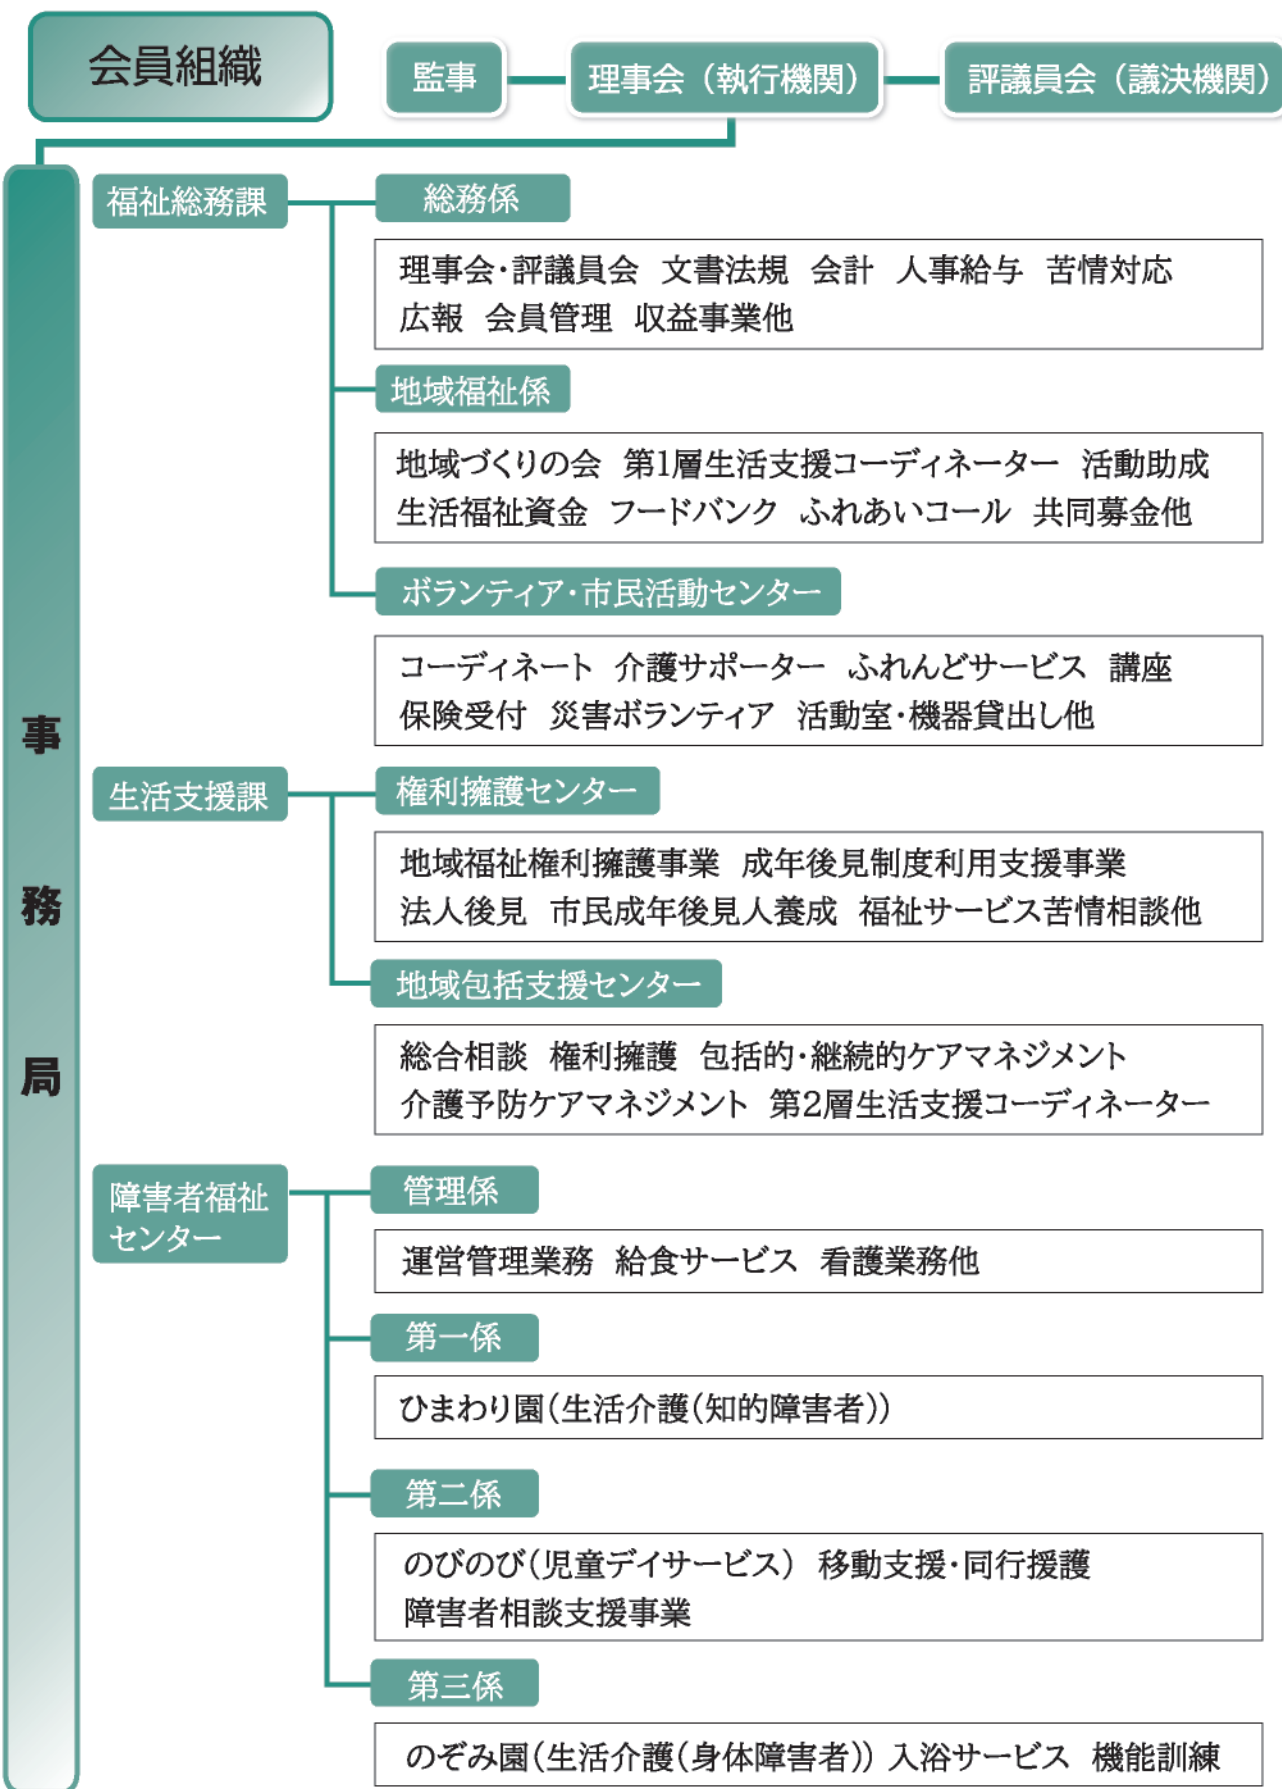 会員組織
監事
理事会（執行機関）
評議員会（議決機関）
事務局
福祉総務課
総務係
理事会・評議員会 文書法規 会計 人事給与 苦情対応
広報 会員管理 収益事業他
地域福祉係
地域づくりの会 第1層生活支援コーディネーター 活動助成
生活福祉資金 フードバンク ふれあいコール 共同募金他
ボランティア・市民活動センター
コーディネート 介護サポーター ふれんどサービス 講座
保険受付 災害ボランティア 活動室・機器貸出し他
生活支援課
権利擁護センター
地域福祉権利擁護事業 成年後見制度利用支援事業
法人後見 市民成年後見人養成 福祉サービス苦情相談他
地域包括支援センター
総合相談 権利擁護 包括的・継続的ケアマネジメント
介護予防ケアマネジメント 第2層生活支援コーディネーター
障害者福祉
センター
管理係
運営管理業務 給食サービス 看護業務他
第一係
ひまわり園（生活介護（知的障害者））
第二係
のびのび（児童デイサービス） 移動支援・同行援護
障害者相談支援事業
第三係
のぞみ園（生活介護（身体障害者）） 入浴サービス 機能訓練